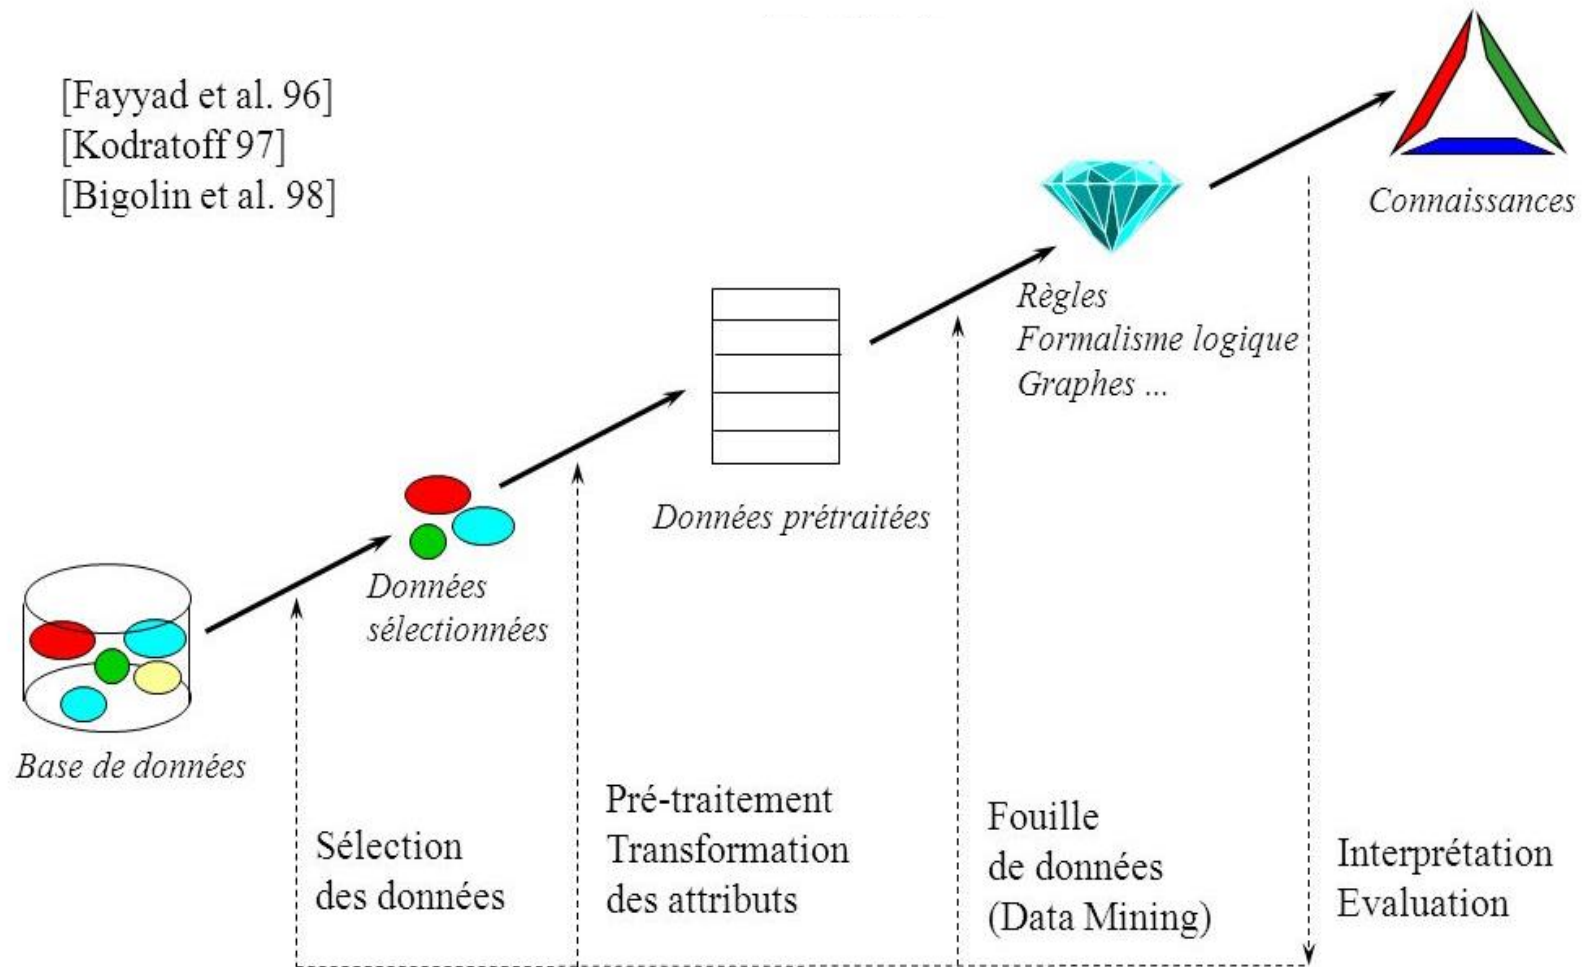 [Fayyad et al. 96]
[Kodratoff 97]
[Bigolin et al. 98]
Connaissances
Règles
Formalisme logique
Graphes ...
Données prétraitées
Données
sélectionnées
Base de données
Sélection
des données
Pré-traitement
Transformation
des attributs
Fouille
de données
(Data Mining)
Interprétation
Evaluation